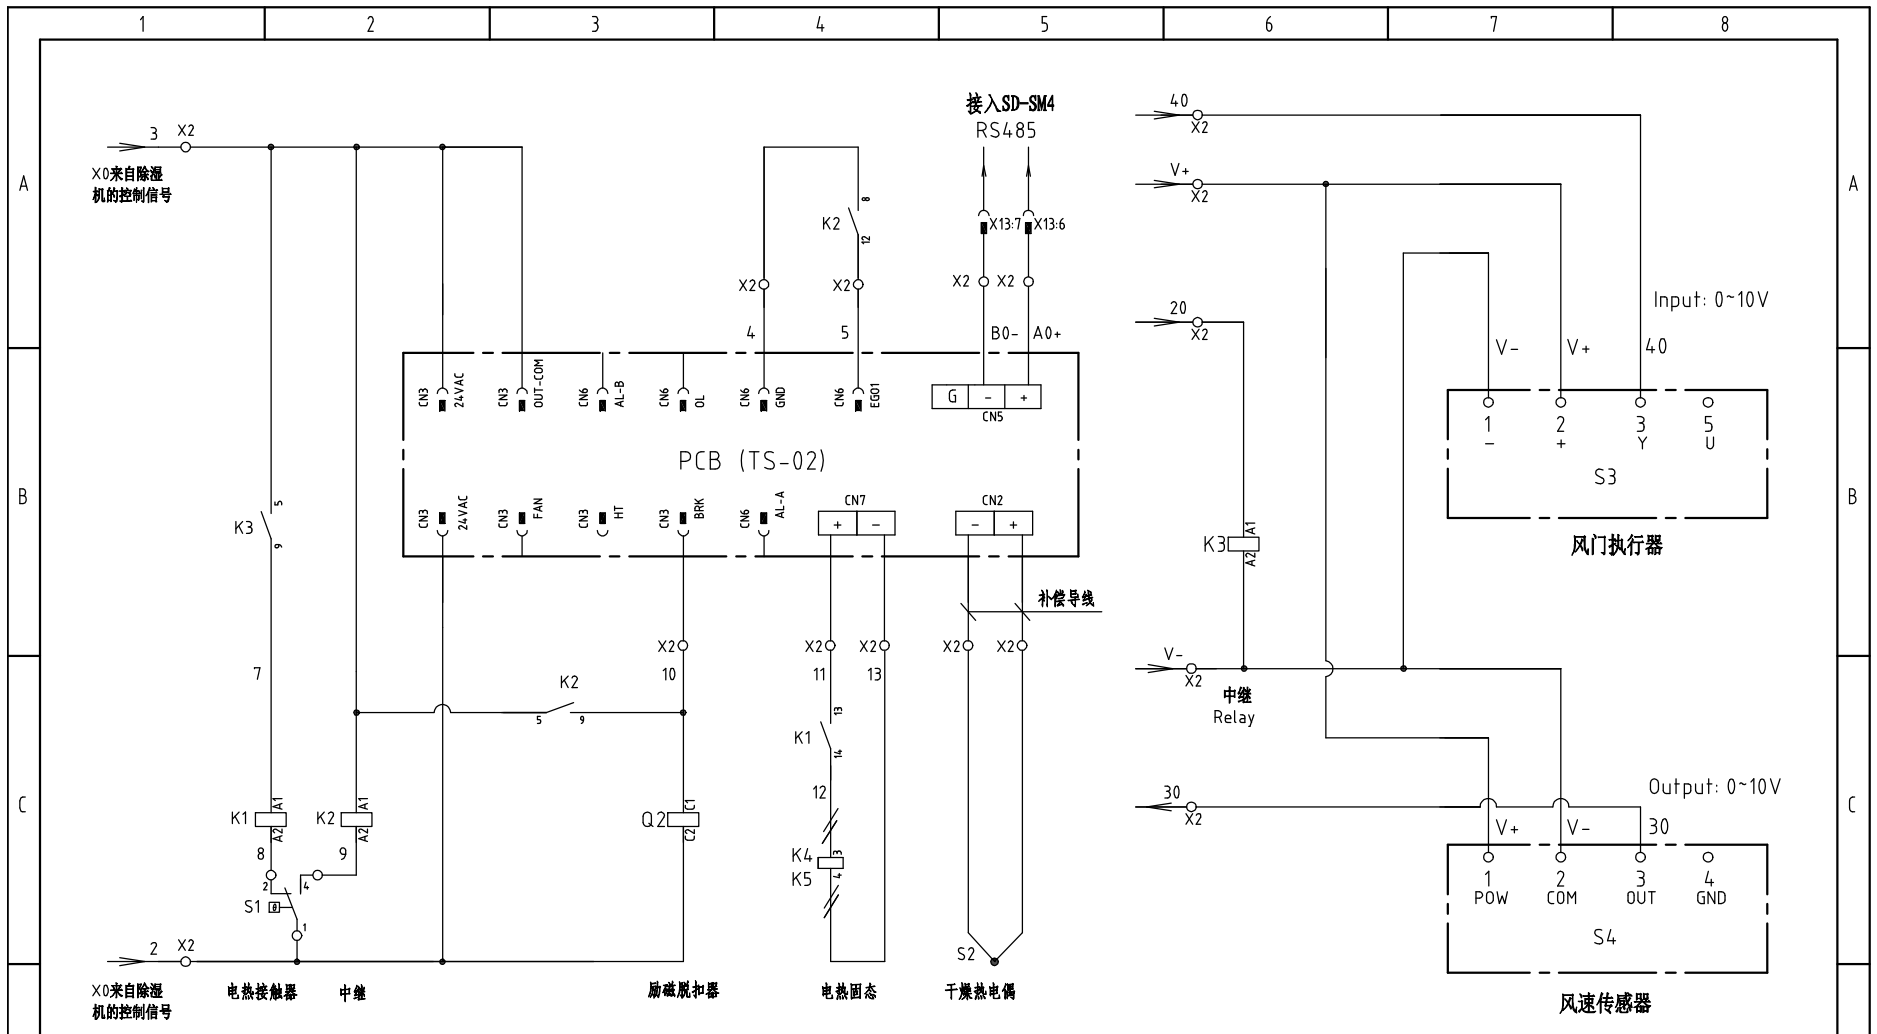 1 2 3 4 5 6 7 8
A
A
B
B
C
C
3
X2
X0来自除湿
机的控制信号
接入SD-SM4
RS485
K2
8
12
X13:7
X13:6
X2
X2
X2
X2
4
5
B0-
A0+
CN3
24VAC
CN3
OUT-COM
CN6
AL-B
CN6
OL
CN6
GND
CN6
EGO1
G - +
CN5
PCB (TS-02)
CN3
24VAC
CN3
FAN
CN3
HT
CN3
BRK
CN6
AL-A
CN7
+ -
CN2
- +
K3
5
9
7
补偿导线
X2
10
X2
11
X2
13
X2
X2
K2
5
9
K1
13
14
12
K1
A1
A2
K2
A1
A2
Q2
C1
C2
K4
K5
3
4
8
9
2
4
S1
θ
1
S2
2
X2
X0来自除湿
机的控制信号
电热接触器
中继
励磁脱扣器
电热固态
干燥热电偶
40
X2
V+
X2
20
X2
Input: 0~10V
V-
V+
40
1
-
2
+
3
Y
5
U
S3
风门执行器
K3
A1
A2
V-
X2
中继
Relay
30
X2
Output: 0~10V
V+
V-
30
1
POW
2
COM
3
OUT
4
GND
S4
风速传感器